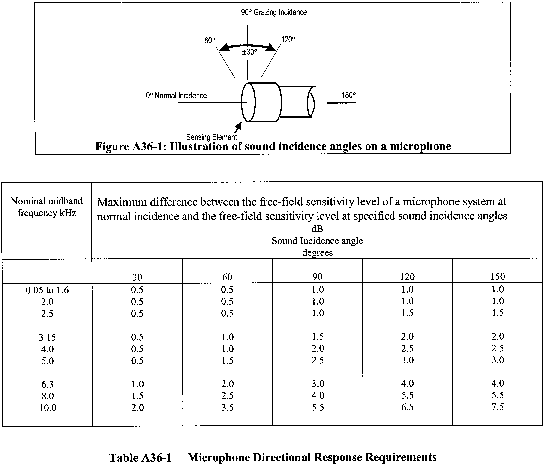 90° Grazing Incidence
60°
120°
±30°
0° Normal Incidence
180°
Sensing Element
Figure A36-1: Illustration of sound incidence angles on a microphone
Nominal midband frequency kHz
Maximum difference between the free-field sensitivity level of a microphone system at
normal incidence and the free-field sensitivity level at specified sound incidence angles
dB
Sound Incidence angle
degrees
30 60 90 120 150
0.05 to 1.6 0.5 0.5 1.0 1.0 1.0
2.0 0.5 0.5 1.0 1.0 1.0
2.5 0.5 0.5 1.0 1.5 1.5
3.15 0.5 1.0 1.5 2.0 2.0
4.0 0.5 1.0 2.0 2.5 2.5
5.0 0.5 1.5 2.5 3.0 3.0
6.3 1.0 2.0 3.0 4.0 4.0
8.0 1.5 2.5 4.0 5.5 5.5
10.0 2.0 3.5 5.5 6.5 7.5
Table A36-1 Microphone Directional Response Requirements